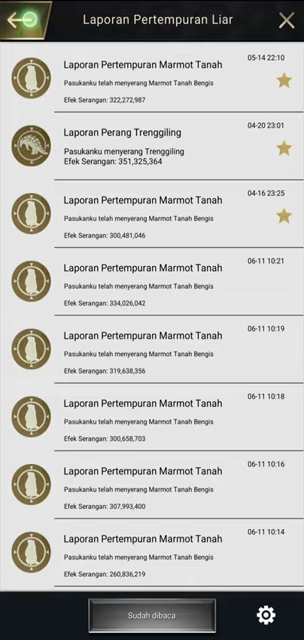 Laporan Pertempuran Liar
Laporan Pertempuran Marmot Tanah
05-14 22:10
Pasukanku telah menyerang Marmot Tanah Bengis
Efek Serangan: 322,272,987
Laporan Perang Trenggiling
04-20 23:01
Pasukanku menyerang Trenggiling
Efek Serangan: 351,325,364
Laporan Pertempuran Marmot Tanah
04-16 23:25
Pasukanku telah menyerang Marmot Tanah Bengis
Efek Serangan: 300,481,046
Laporan Pertempuran Marmot Tanah
06-11 10:21
Pasukanku telah menyerang Marmot Tanah Bengis
Efek Serangan: 334,026,042
Laporan Pertempuran Marmot Tanah
06-11 10:19
Pasukanku telah menyerang Marmot Tanah Bengis
Efek Serangan: 319,638,356
Laporan Pertempuran Marmot Tanah
06-11 10:18
Pasukanku telah menyerang Marmot Tanah Bengis
Efek Serangan: 300,658,703
Laporan Pertempuran Marmot Tanah
06-11 10:16
Pasukanku telah menyerang Marmot Tanah Bengis
Efek Serangan: 307,993,400
Laporan Pertempuran Marmot Tanah
06-11 10:14
Pasukanku telah menyerang Marmot Tanah Bengis
Efek Serangan: 260,836,219
Sudah dibaca